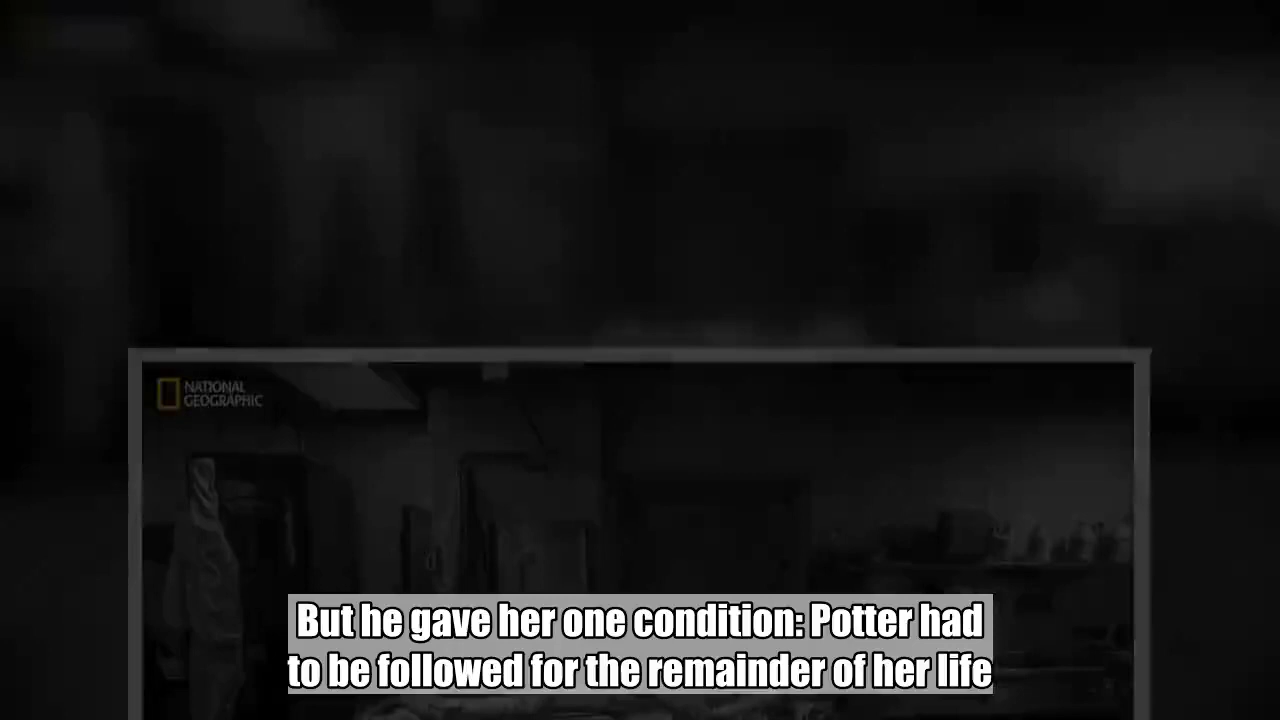 NATIONAL
GEOGRAPHIC
But he gave her one condition: Potter had
to be followed for the remainder of her life